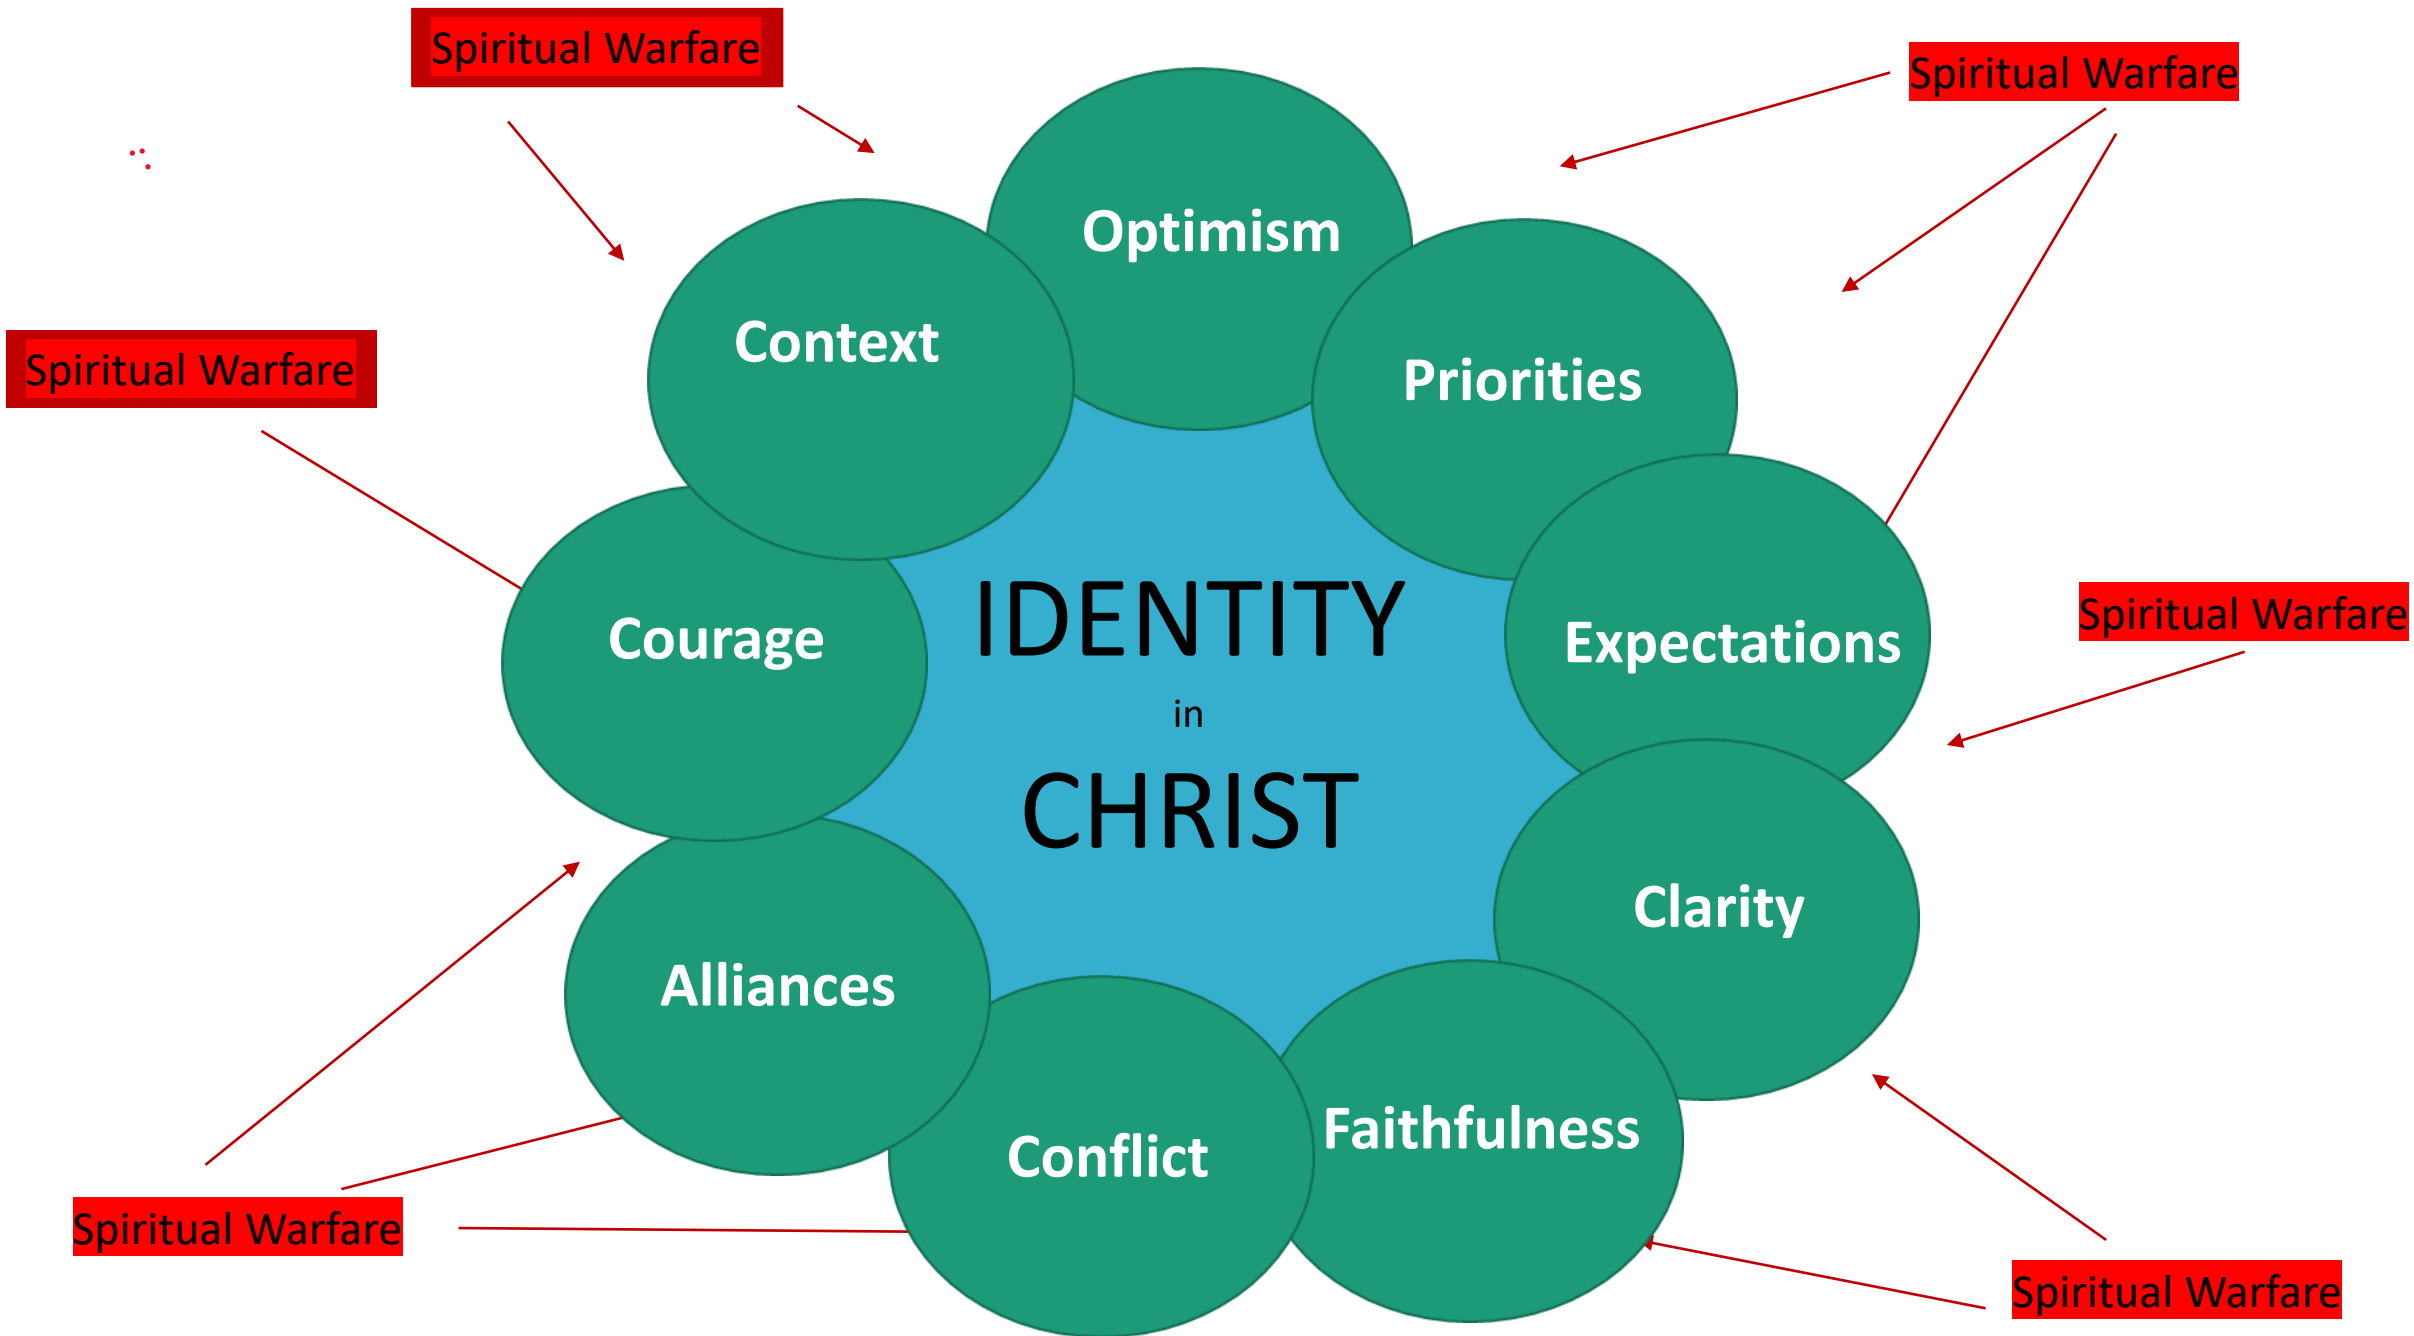 Spiritual Warfare
Spiritual Warfare
Optimism
Context
Priorities
Spiritual Warfare
IDENTITY
in
CHRIST
Courage
Expectations
Spiritual Warfare
Clarity
Alliances
Faithfulness
Conflict
Spiritual Warfare
Spiritual Warfare